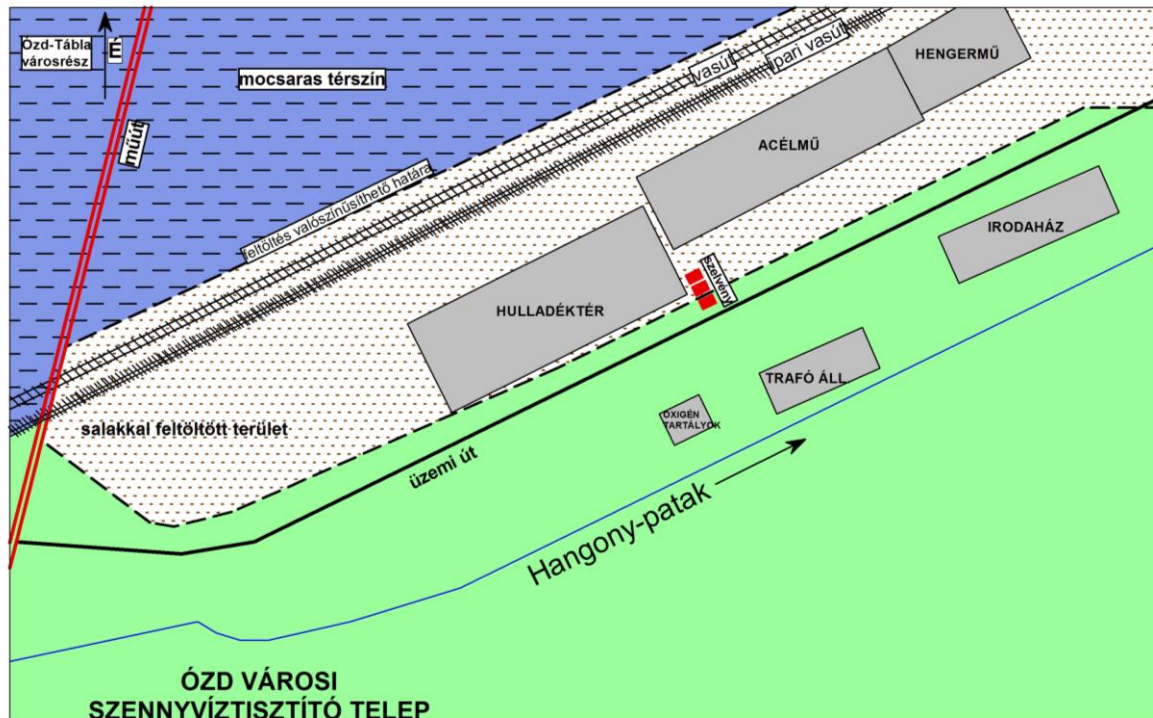 Ózd-Tábla
városrész
É
mocsaras térszín
műút
feltöltés valószínűsíthető határa
vasút
ipari vasút
HENGERMŰ
ACÉLMŰ
IRODAHÁZ
szelvény
HULLADÉKTÉR
TRAFÓ ÁLL.
OXIGÉN
TARTÁLYOK
salakkal feltöltött terület
üzemi út
Hangony-patak
ÓZD VÁROSI
SZENNYVÍZTISZTÍTÓ TELEP